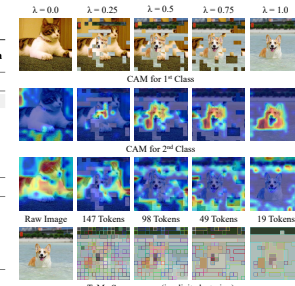 λ = 0.0 λ = 0.25 λ = 0.5 λ = 0.75 λ = 1.0
CAM for 1st Class
CAM for 2nd Class
Raw Image 147 Tokens 98 Tokens 49 Tokens 19 Tokens